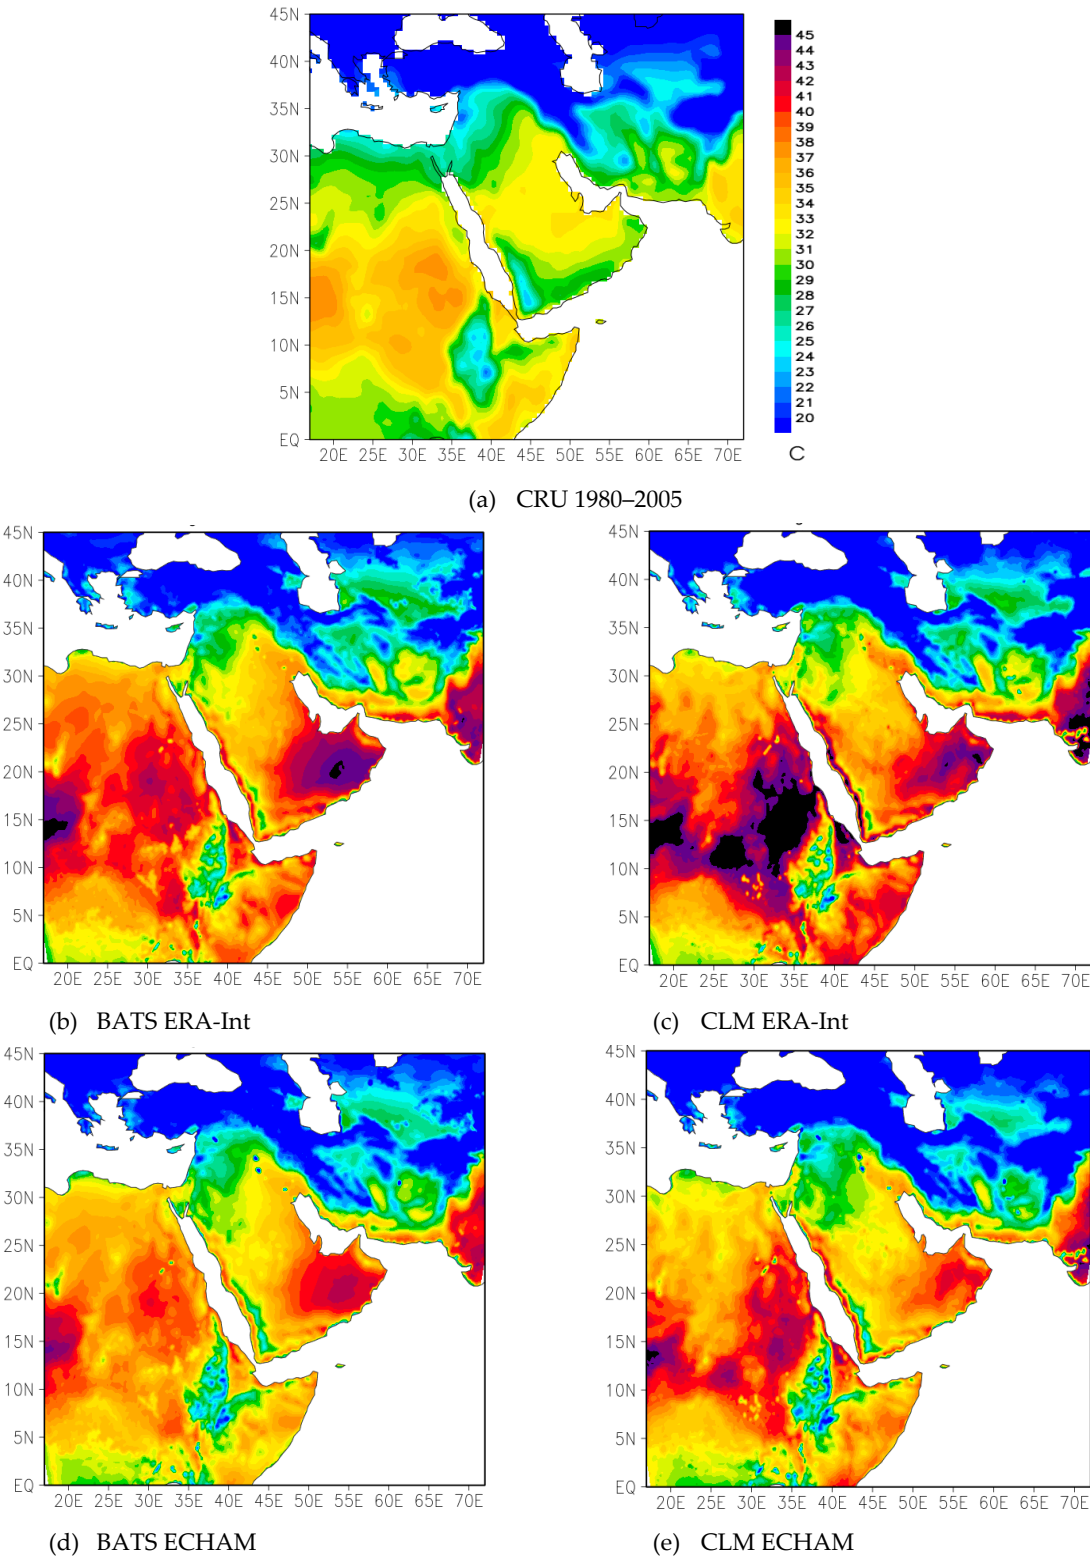 45N
40N
35N
30N
25N
20N
15N
10N
5N
EQ
20E 25E 30E 35E 40E 45E 50E 55E 60E 65E 70E
45
44
43
41
40
39
38
37
36
35
34
33
31
30
29
28
27
26
25
24
23
22
21
20
C
(a) CRU 1980–2005
45N
40N
35N
30N
25N
20N
15N
10N
5N
EQ
20E 25E 30E 35E 40E 45E 50E 55E 60E 65E 70E
(b) BATS ERA-Int
45N
40N
35N
30N
25N
20N
15N
10N
5N
EQ
20E 25E 30E 35E 40E 45E 50E 55E 60E 65E 70E
(c) CLM ERA-Int
45N
40N
35N
30N
25N
20N
15N
10N
5N
EQ
20E 25E 30E 35E 40E 45E 50E 55E 60E 65E 70E
(d) BATS ECHAM
45N
40N
35N
30N
25N
20N
15N
10N
5N
EQ
20E 25E 30E 35E 40E 45E 50E 55E 60E 65E 70E
(e) CLM ECHAM